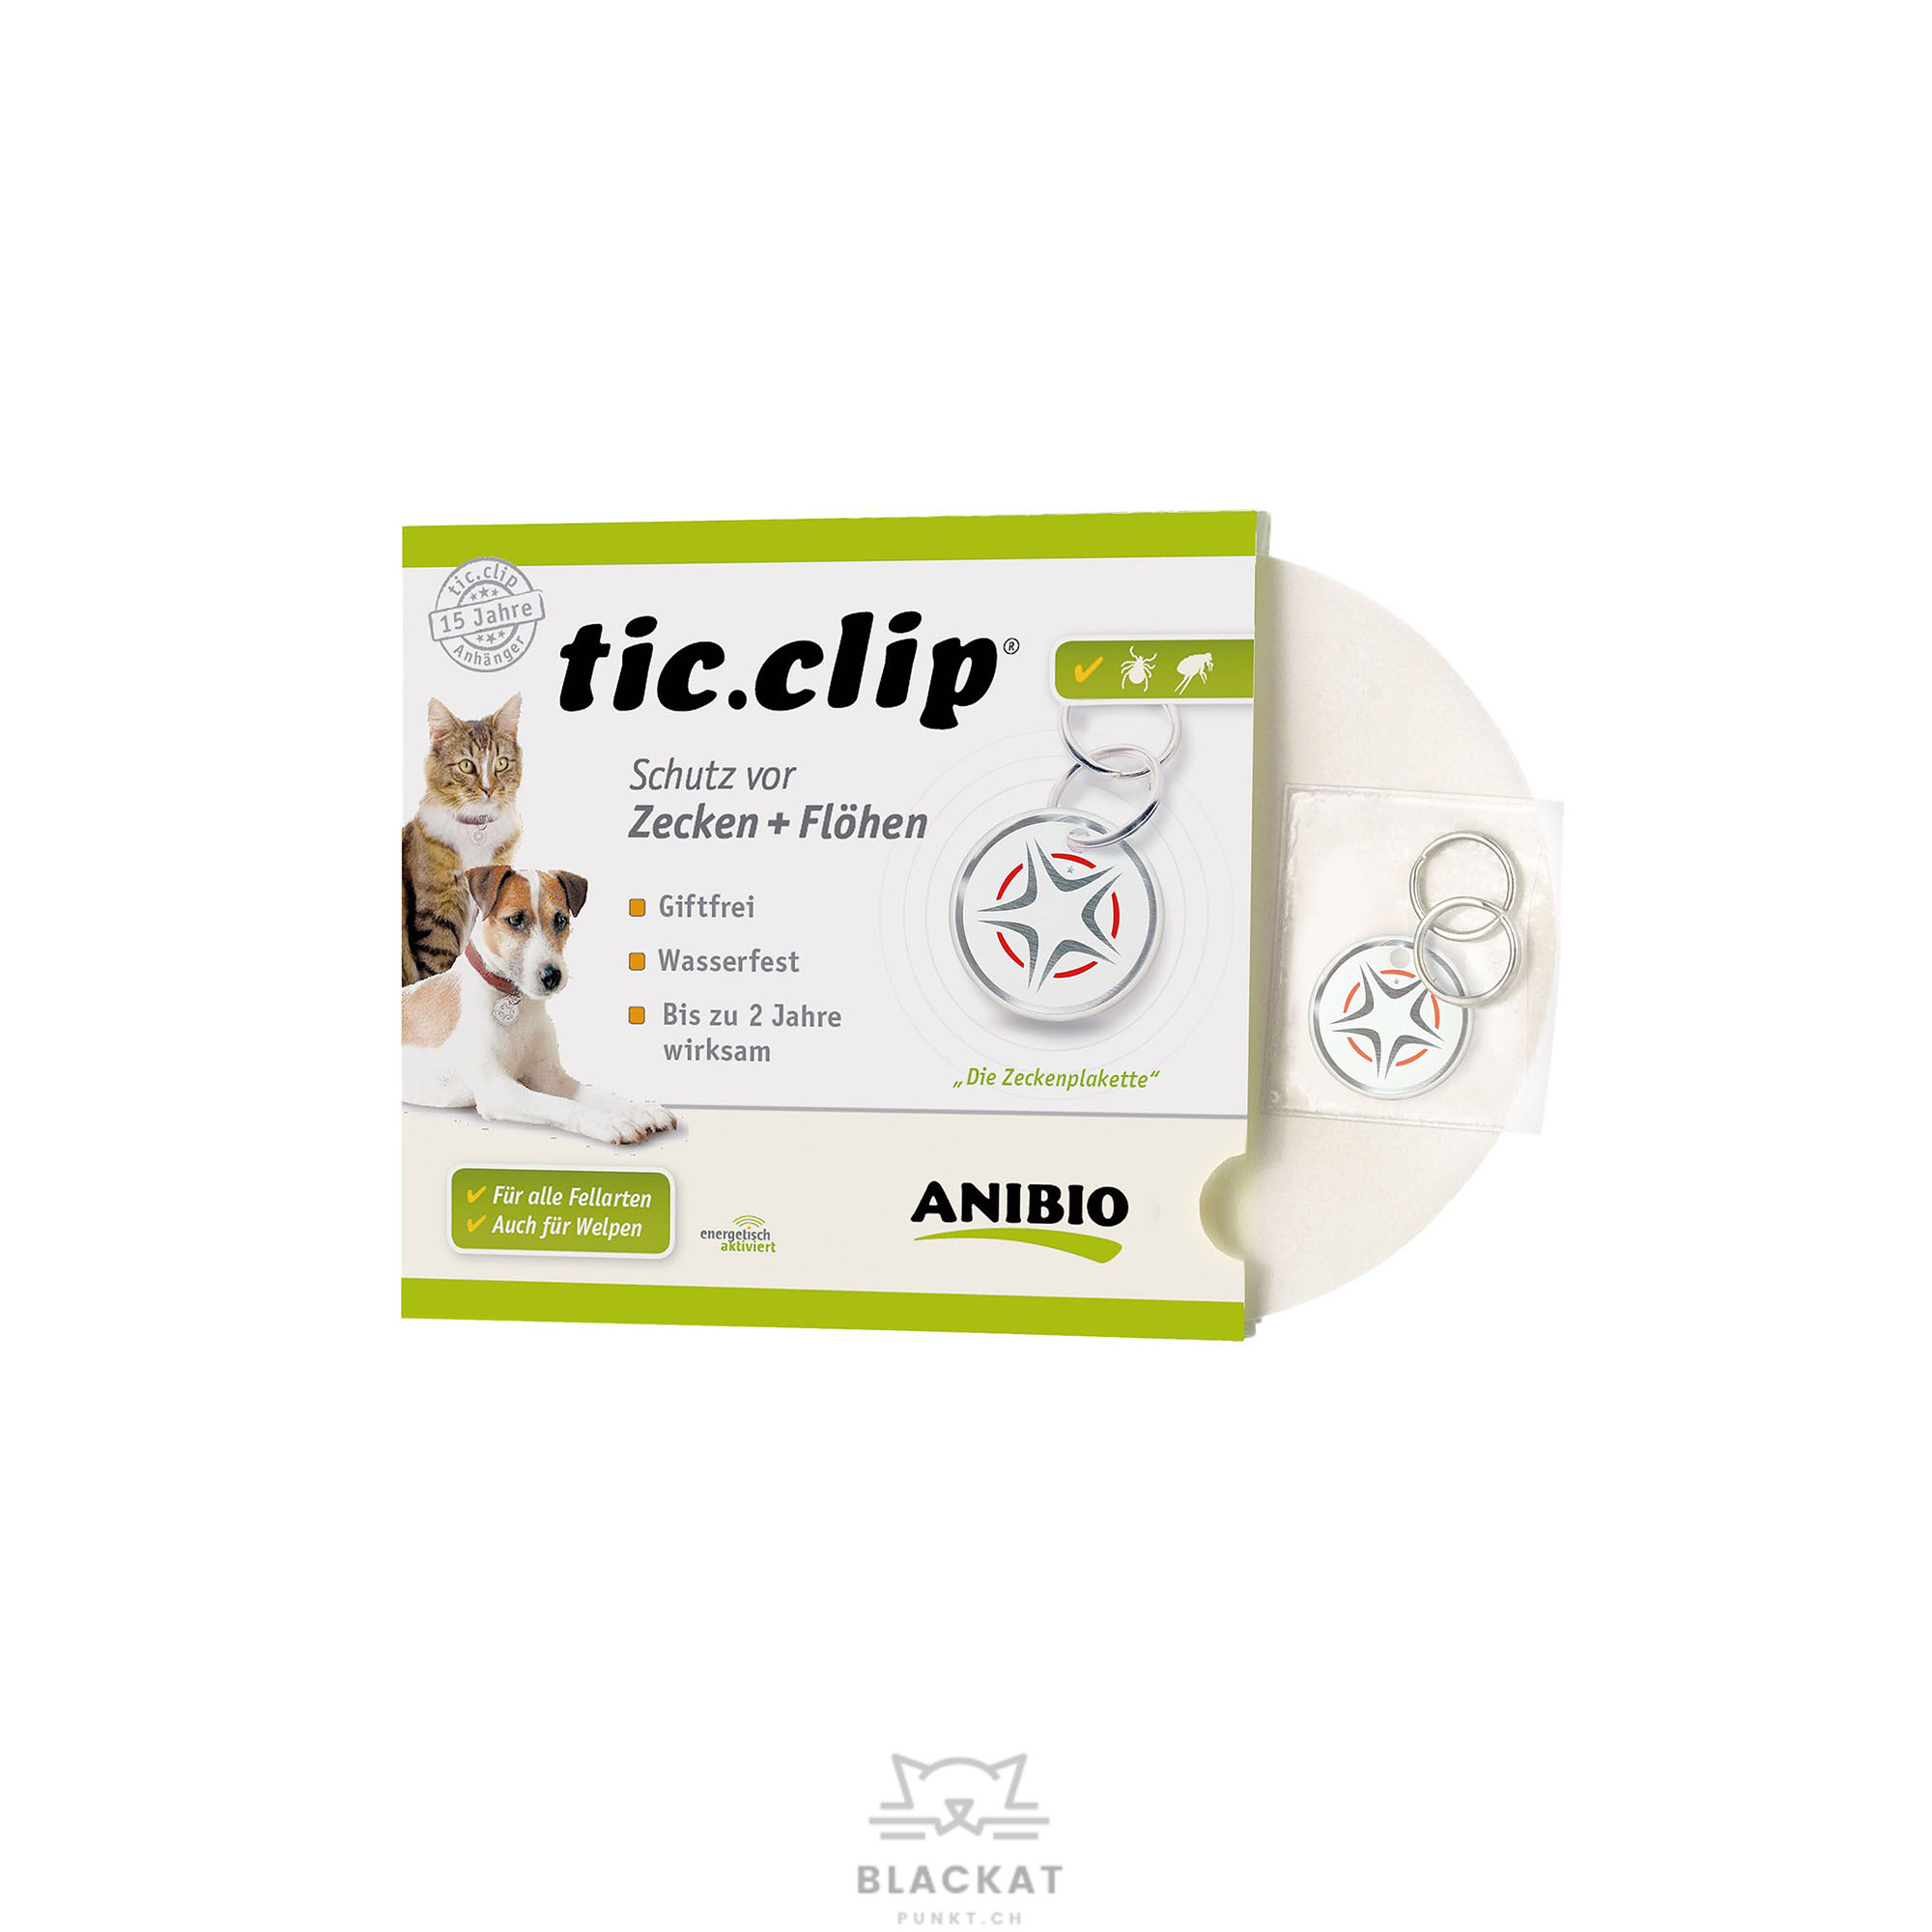 tic.clip
15 Jahre
Anhänger
tic.clip®
Schutz vor
Zecken + Flöhen
Giftfrei
Wasserfest
Bis zu 2 Jahre
wirksam
„Die Zeckenplakette“
Für alle Fellarten
Auch für Welpen
energetisch
aktiviert
ANIBIO
BLACKAT
PUNKT.CH